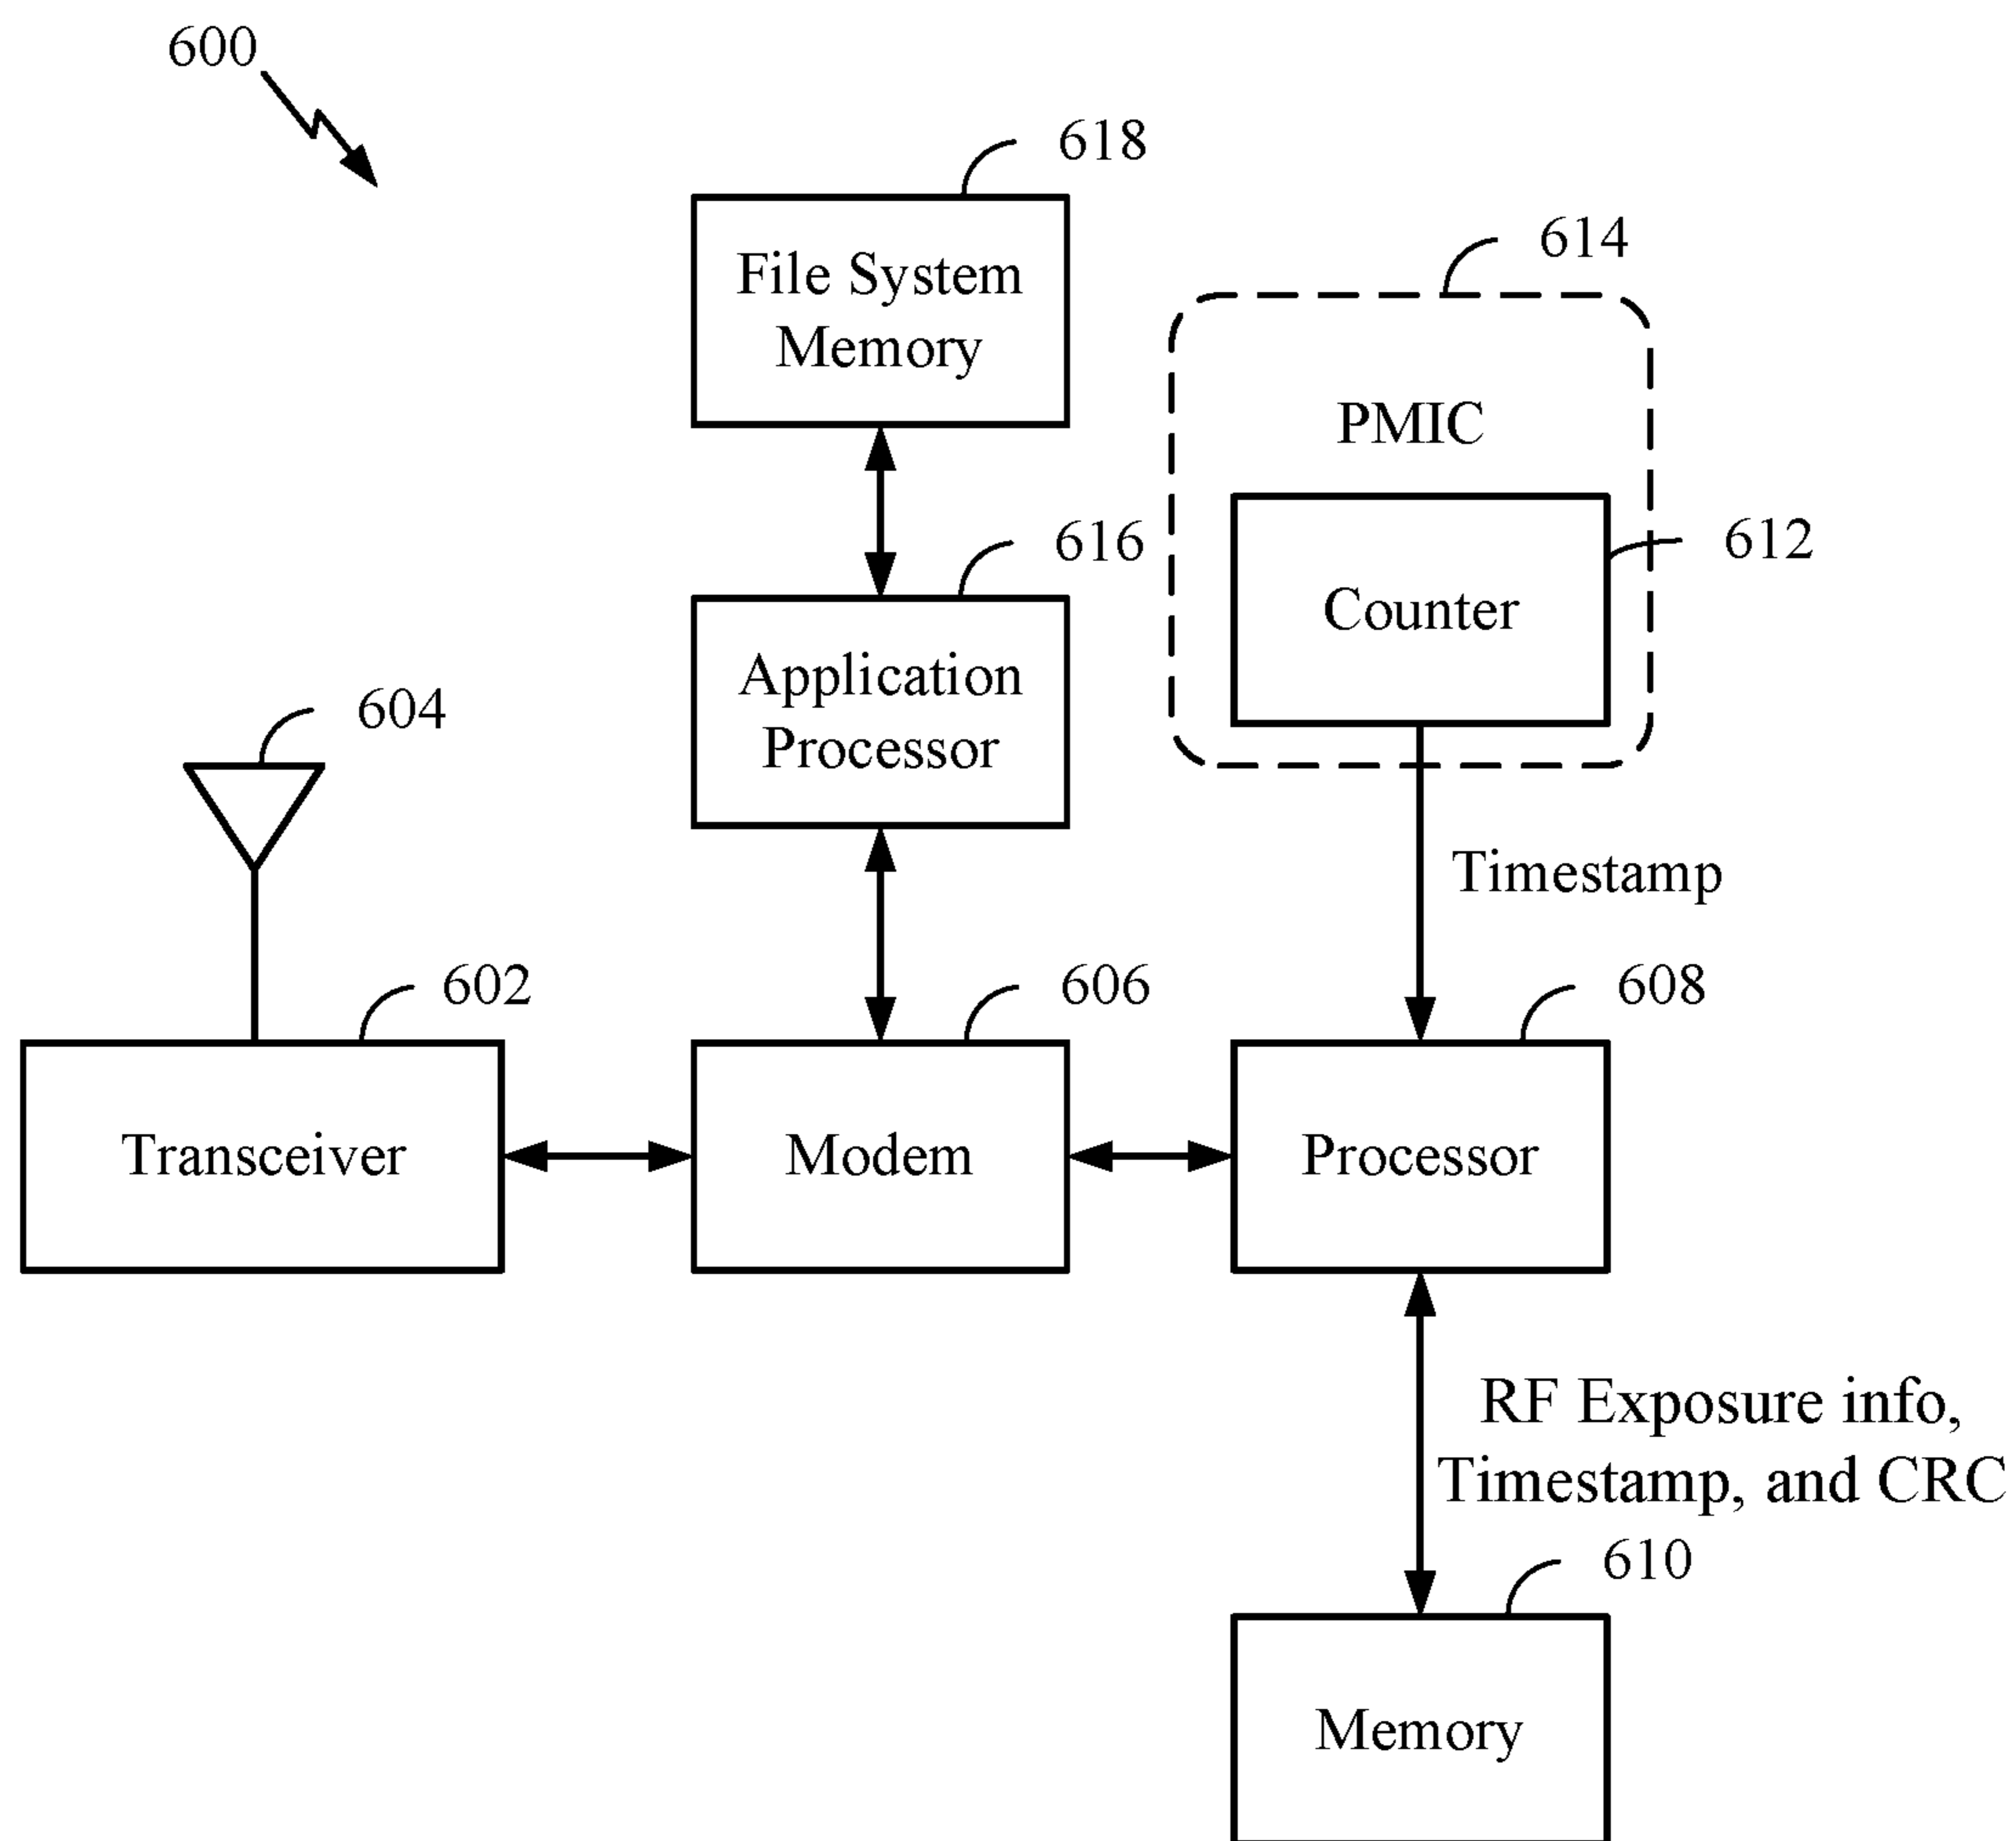 600
618
File System
Memory
614
PMIC
616
612
Counter
Application
Processor
604
Timestamp
602
606
608
Transceiver
Modem
Processor
RF Exposure info,
Timestamp, and CRC
610
Memory